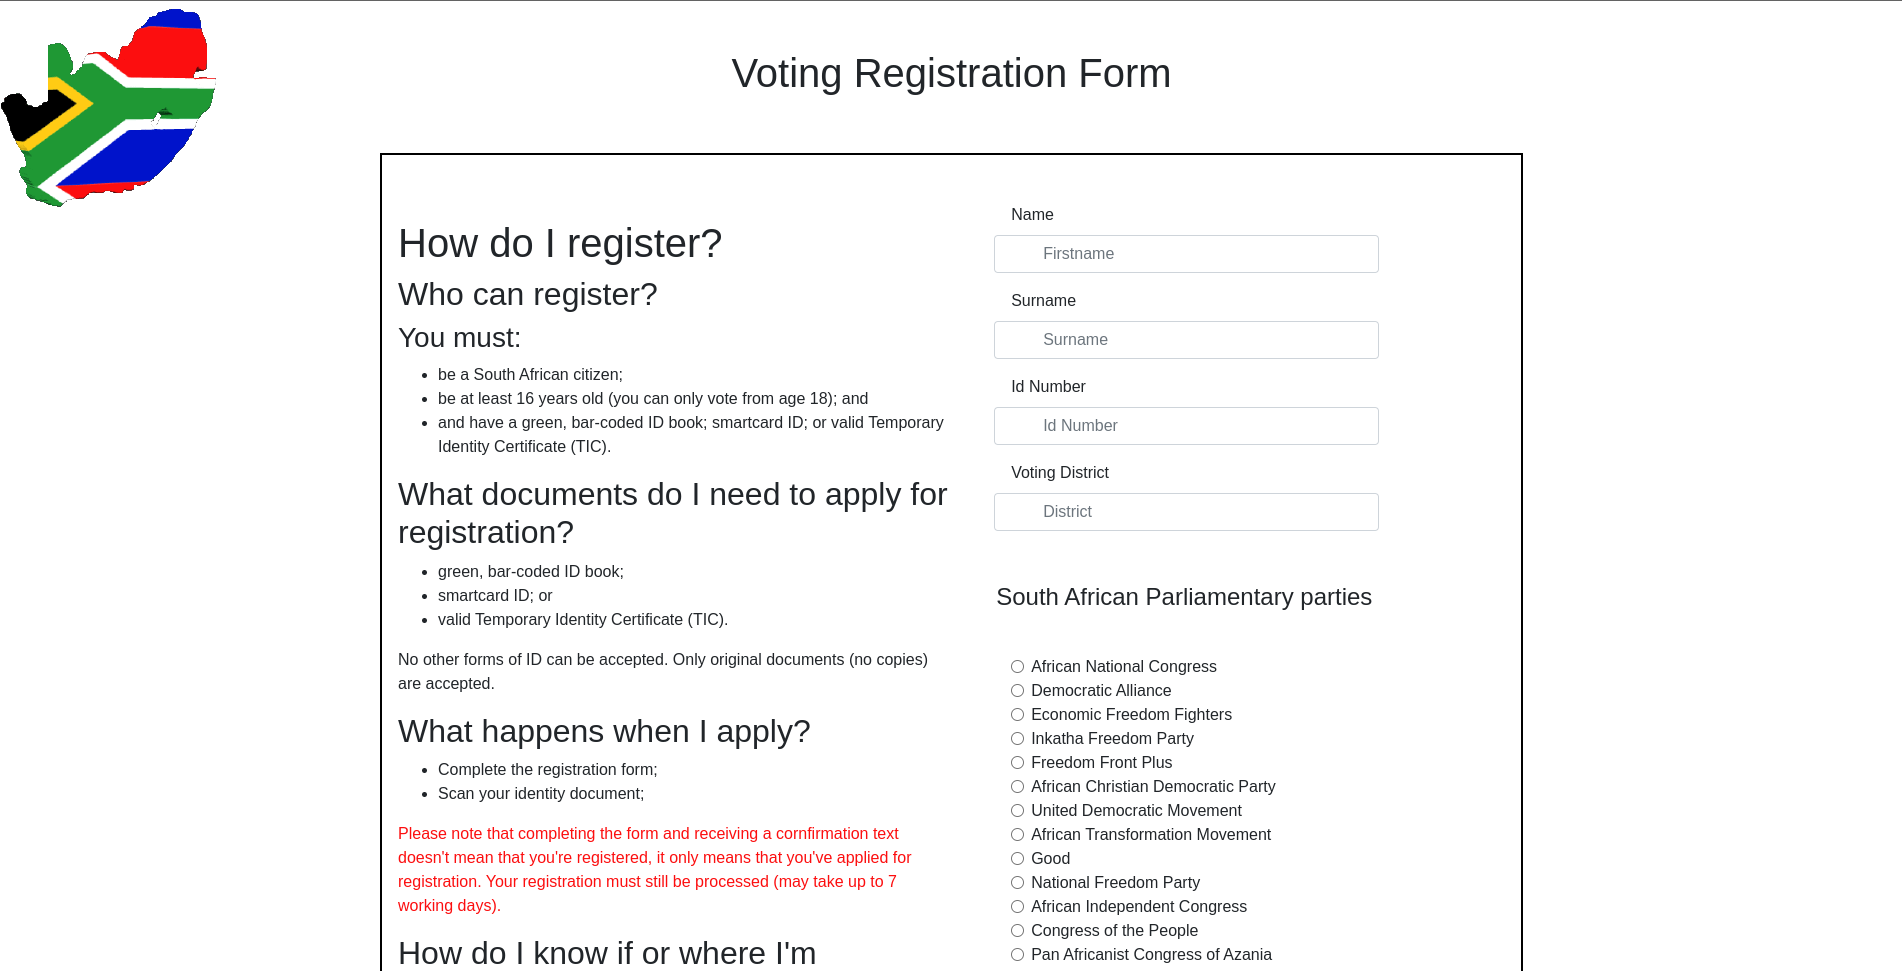 Voting Registration Form
How do I register?
Who can register?
You must:
be a South African citizen;
be at least 16 years old (you can only vote from age 18); and
and have a green, bar-coded ID book; smartcard ID; or valid Temporary
Identity Certificate (TIC).
What documents do I need to apply for
registration?
green, bar-coded ID book;
smartcard ID; or
valid Temporary Identity Certificate (TIC).
No other forms of ID can be accepted. Only original documents (no copies)
are accepted.
What happens when I apply?
Complete the registration form;
Scan your identity document;
Please note that completing the form and receiving a cornfirmation text
doesn't mean that you're registered, it only means that you've applied for
registration. Your registration must still be processed (may take up to 7
working days).
How do I know if or where I'm
Name
Firstname
Surname
Surname
Id Number
Id Number
Voting District
District
South African Parliamentary parties
African National Congress
Democratic Alliance
Economic Freedom Fighters
Inkatha Freedom Party
Freedom Front Plus
African Christian Democratic Party
United Democratic Movement
African Transformation Movement
Good
National Freedom Party
African Independent Congress
Congress of the People
Pan Africanist Congress of Azania